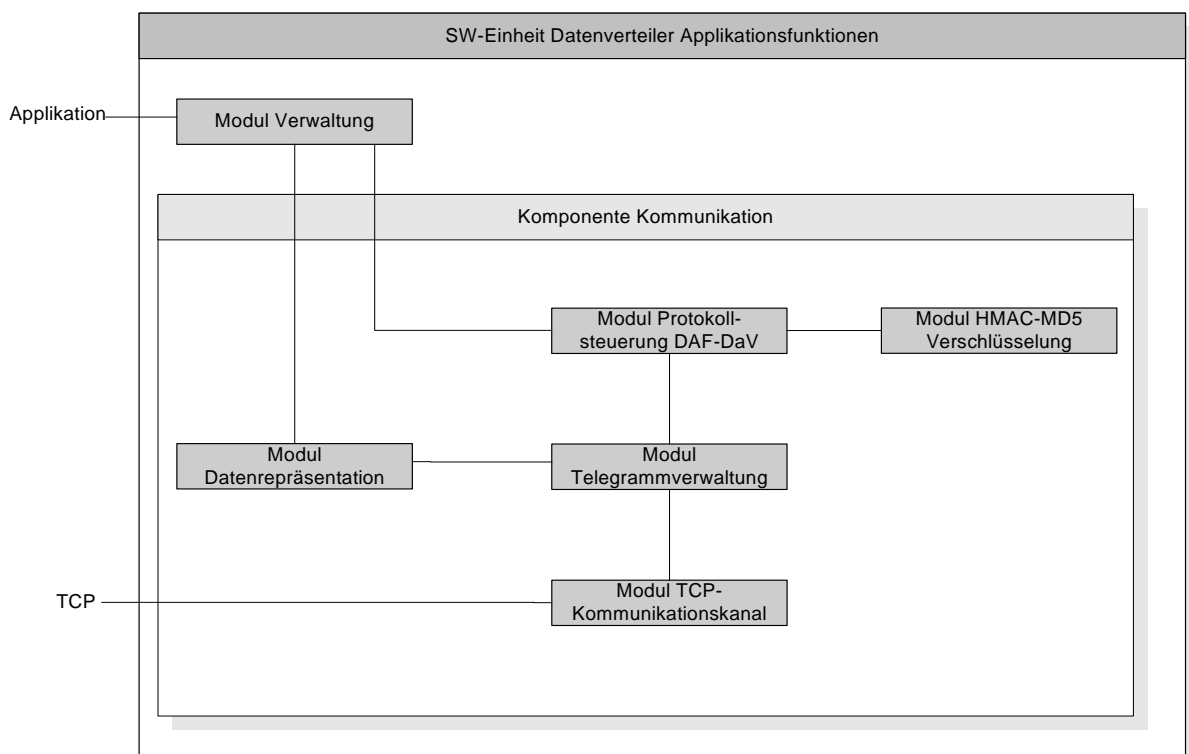 SW-Einheit Datenverteiler Applikationsfunktionen
Applikation
Modul Verwaltung
Komponente Kommunikation
Modul Protokoll-
steuerung DAF-DaV
Modul HMAC-MD5
Verschlüsselung
Modul
Datenrepräsentation
Modul
Telegrammverwaltung
TCP
Modul TCP-
Kommunikationskanal